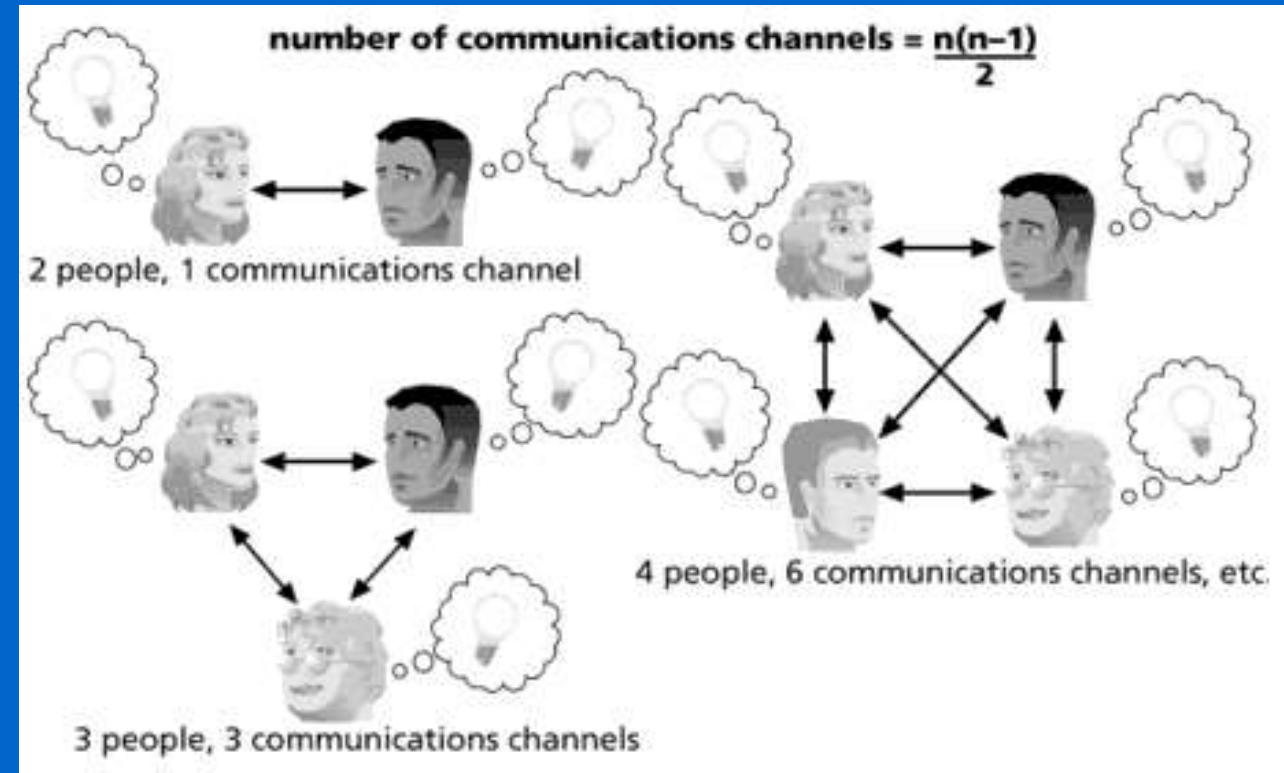 number of communications channels = n(n–1)
2
2 people, 1 communications channel
4 people, 6 communications channels, etc.
3 people, 3 communications channels